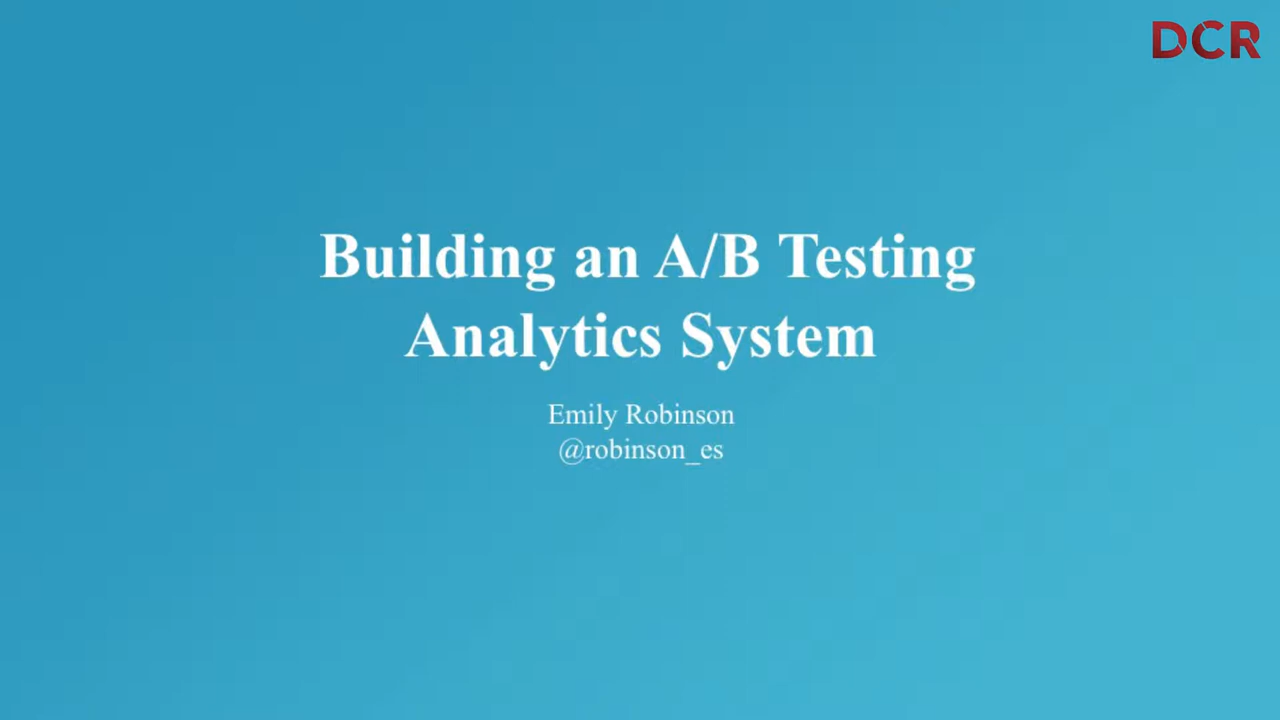 DCR
Building an A/B Testing
Analytics System
Emily Robinson
@robinson_es